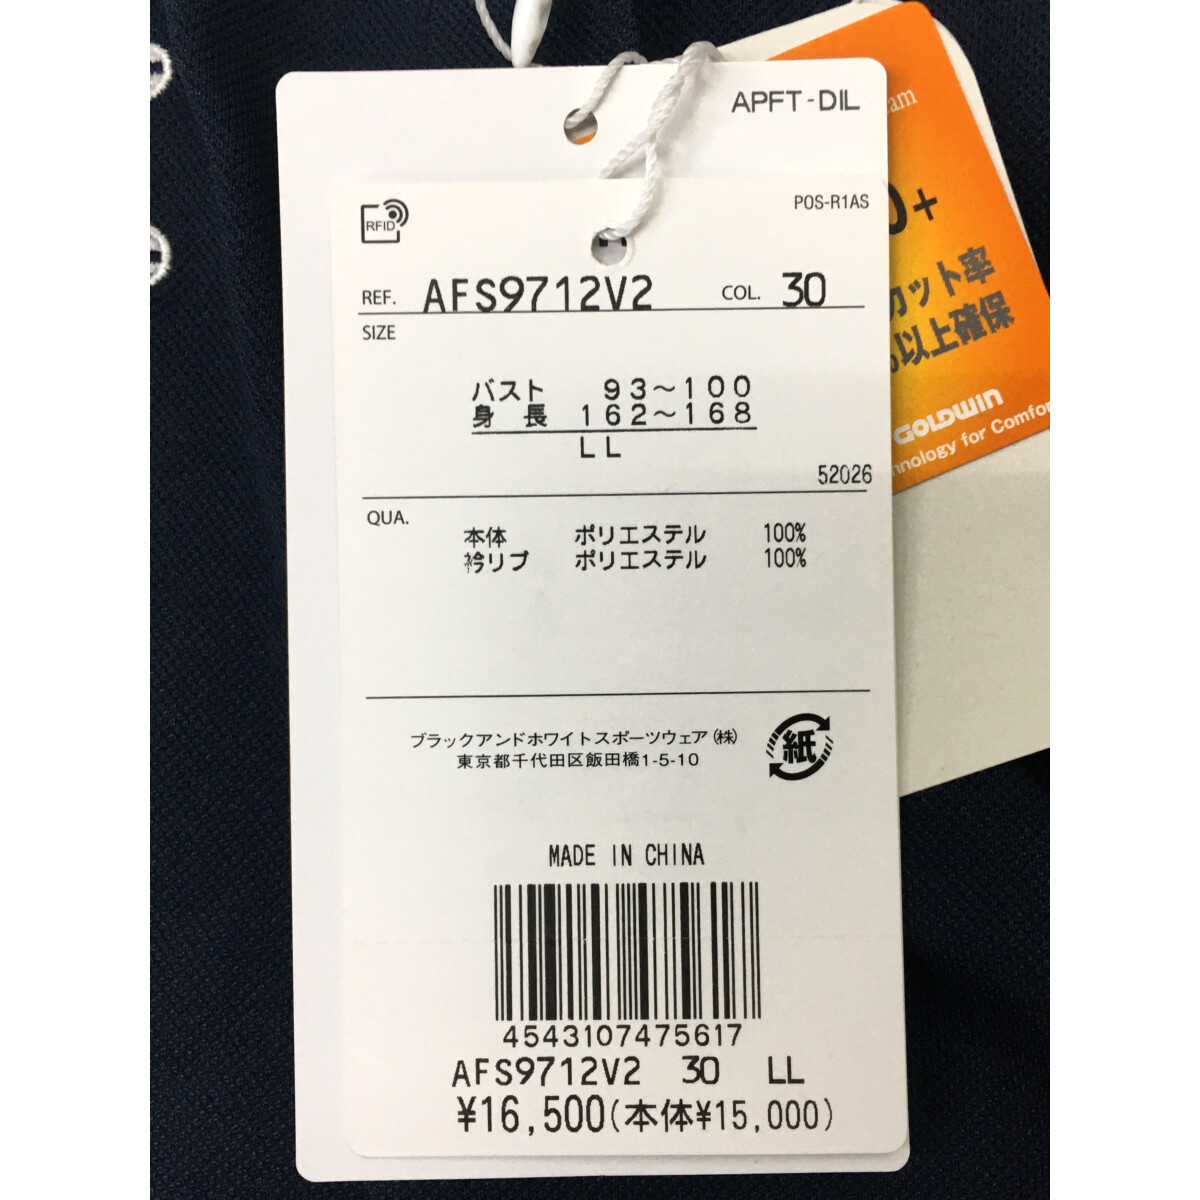 APFT-DIL
RFID
POS-R1AS
REF. AFS9712V2 COL. 30
SIZE
バスト 93～100
身長 162～168
LL
52026
QUA.
本体 ポリエステル 100%
衿リブ ポリエステル 100%
ブラックアンドホワイトスポーツウェア(株)
東京都千代田区飯田橋1-5-10
紙
MADE IN CHINA
4543107475617
AFS9712V2 30 LL
¥16,500(本体¥15,000)
カット率
以上確保
GOLDWIN
for Comfor